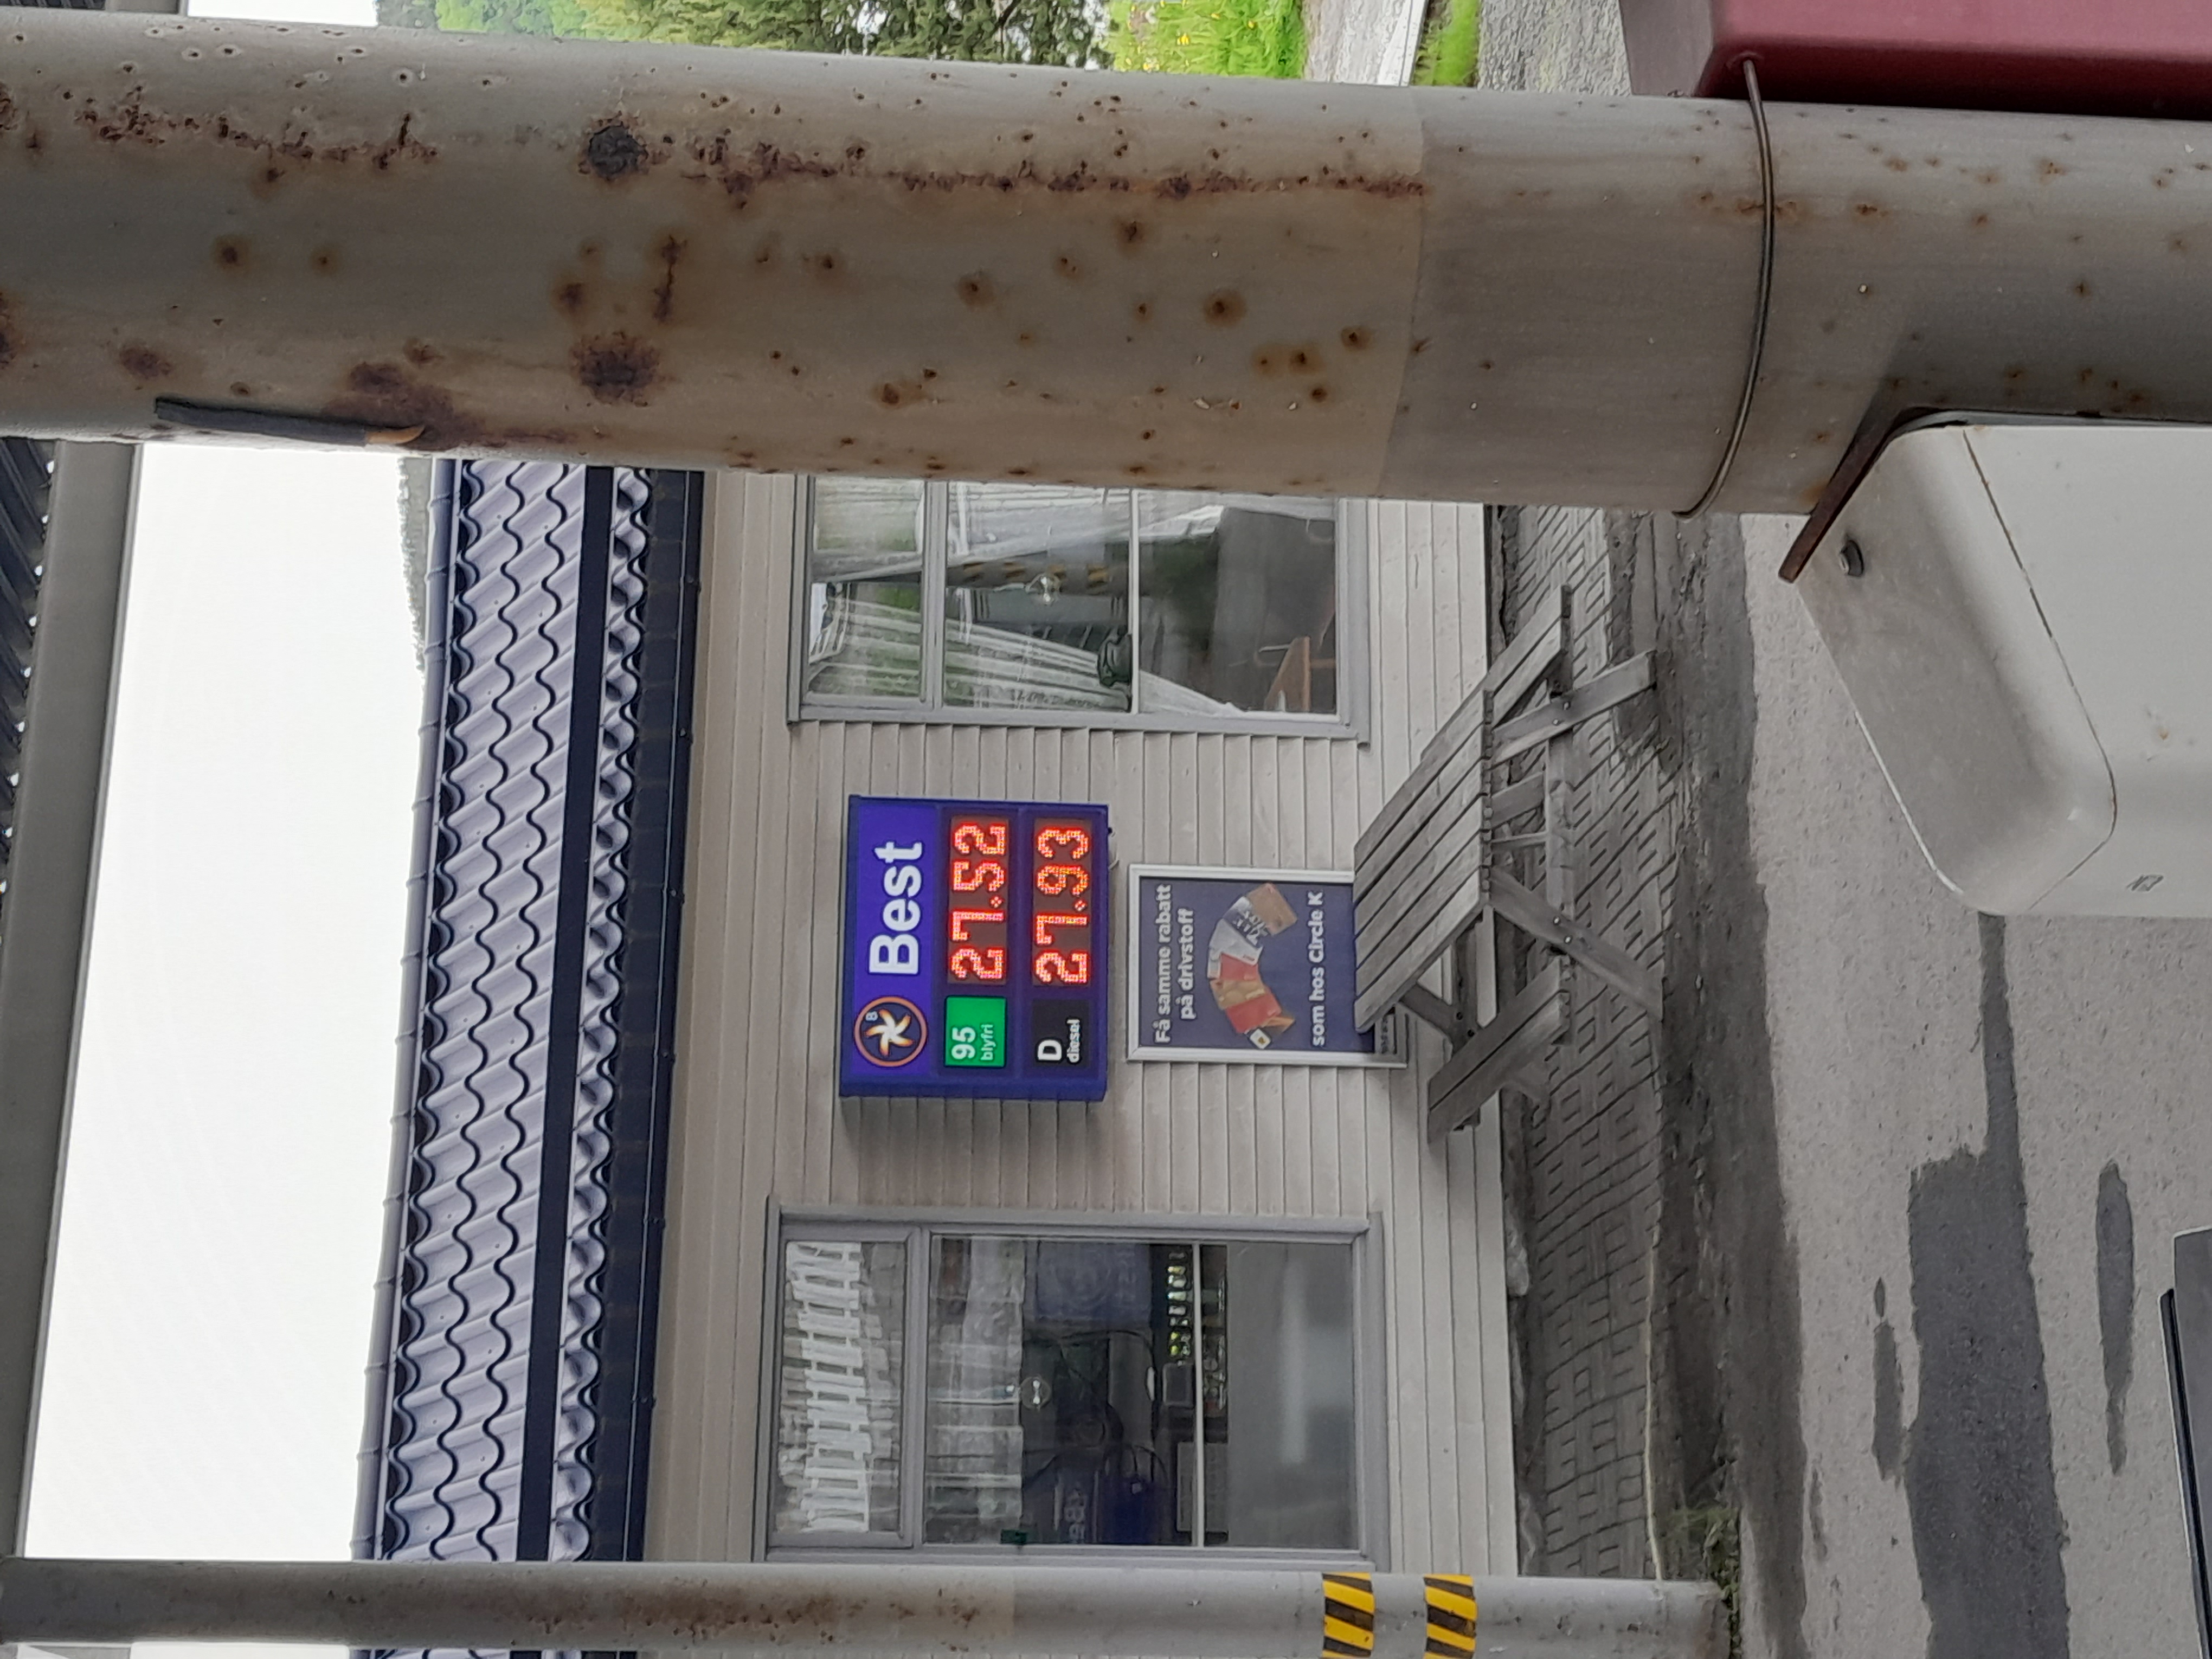 Best
95 27.52
blyfri
D 27.93
diesel
Få samme rabatt
på drivstoff
som hos Circle K